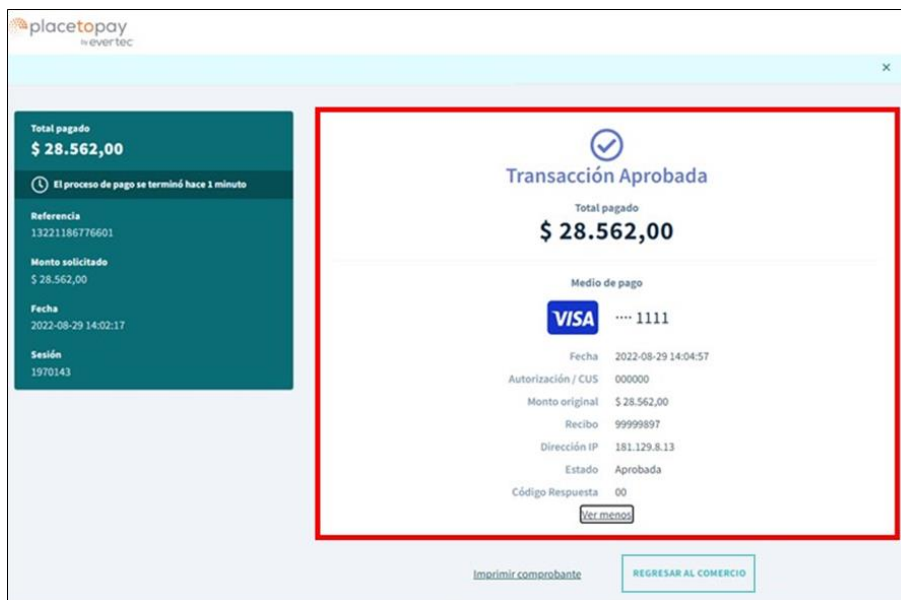 placetopay
by evertec
×
Total pagado
$ 28.562,00
El proceso de pago se terminó hace 1 minuto
Referencia
13221186776601
Monto solicitado
$ 28.562,00
Fecha
2022-08-29 14:02:17
Sesión
1970143
Transacción Aprobada
Total pagado
$ 28.562,00
Medio de pago
VISA ···· 1111
Fecha 2022-08-29 14:04:57
Autorización / CUS 000000
Monto original $ 28.562,00
Recibo 99999897
Dirección IP 181.129.8.13
Estado Aprobada
Código Respuesta 00
Ver menos
Imprimir comprobante
REGRESAR AL COMERCIO